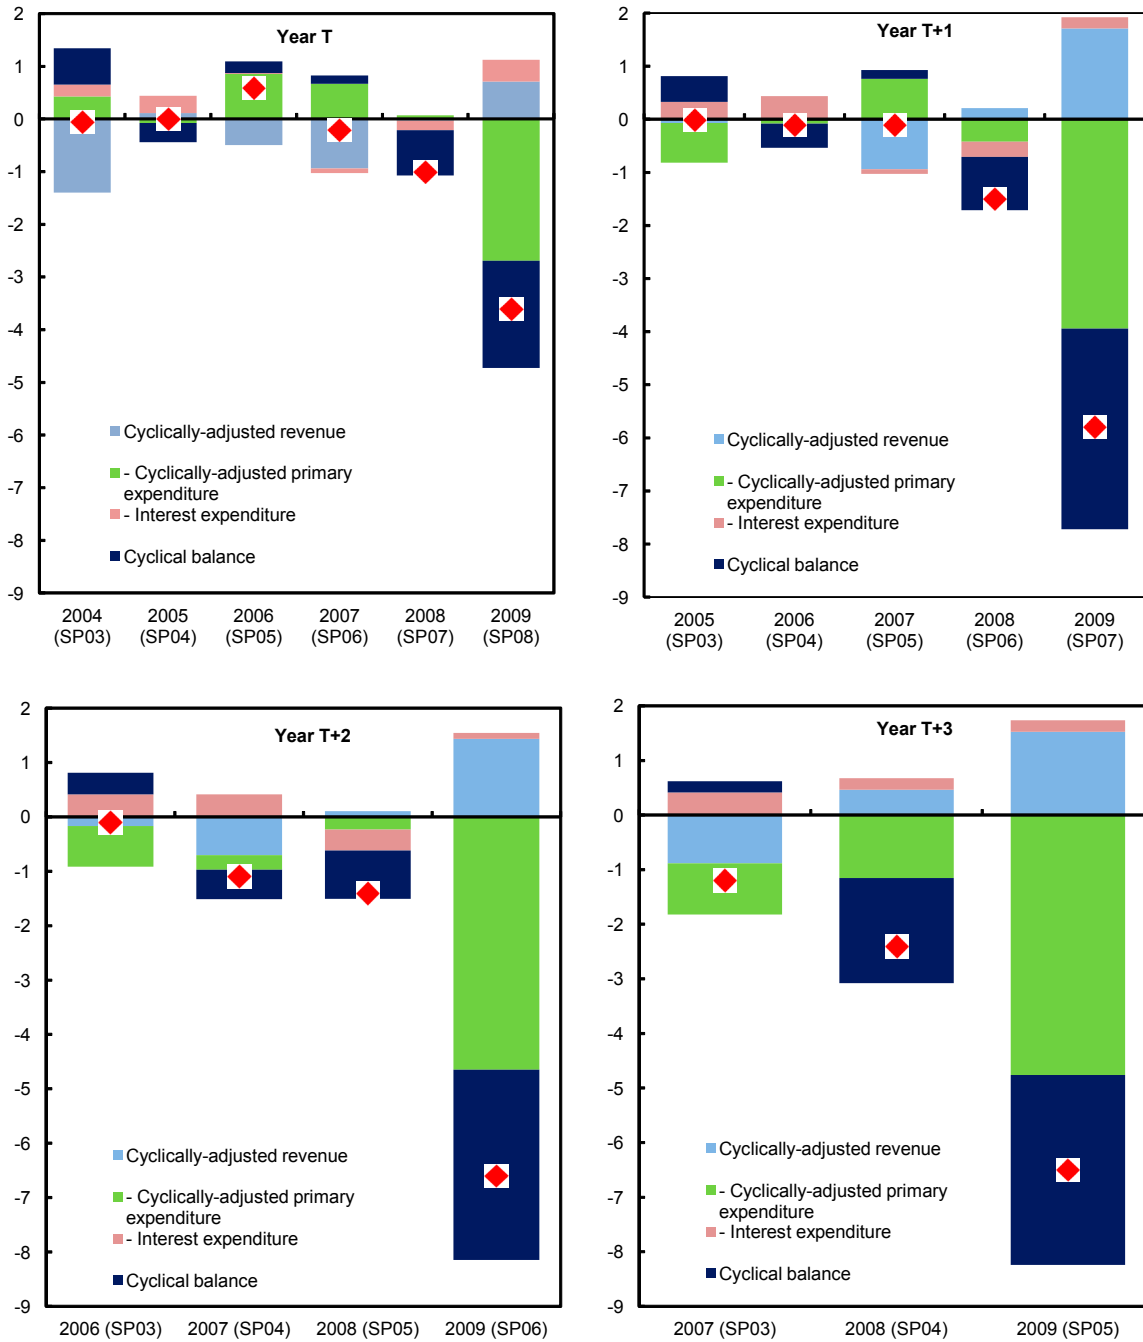 Year T
2
1
0
-1
-2
-3
-4
-5
-6
-7
-8
-9
Cyclically-adjusted revenue
- Cyclically-adjusted primary
expenditure
- Interest expenditure
Cyclical balance
2004 2005 2006 2007 2008 2009
(SP03) (SP04) (SP05) (SP06) (SP07) (SP08)
Year T+1
2
1
0
-1
-2
-3
-4
-5
-6
-7
-8
-9
Cyclically-adjusted revenue
- Cyclically-adjusted primary
expenditure
- Interest expenditure
Cyclical balance
2005 2006 2007 2008 2009
(SP03) (SP04) (SP05) (SP06) (SP07)
Year T+2
2
1
0
-1
-2
-3
-4
-5
-6
-7
-8
-9
Cyclically-adjusted revenue
- Cyclically-adjusted primary
expenditure
- Interest expenditure
Cyclical balance
2006 (SP03) 2007 (SP04) 2008 (SP05) 2009 (SP06)
Year T+3
2
1
0
-1
-2
-3
-4
-5
-6
-7
-8
-9
Cyclically-adjusted revenue
- Cyclically-adjusted primary
expenditure
- Interest expenditure
Cyclical balance
2007 (SP03) 2008 (SP04) 2009 (SP05)